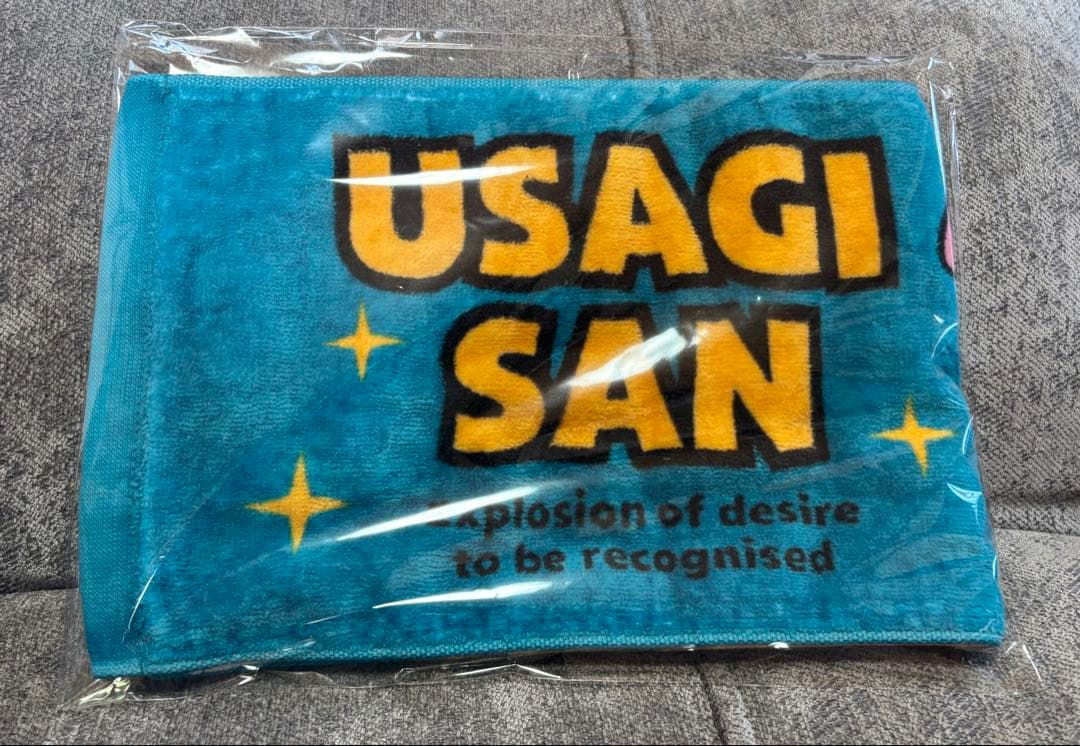 USAGI
SAN
explosion of desire
to be recognised